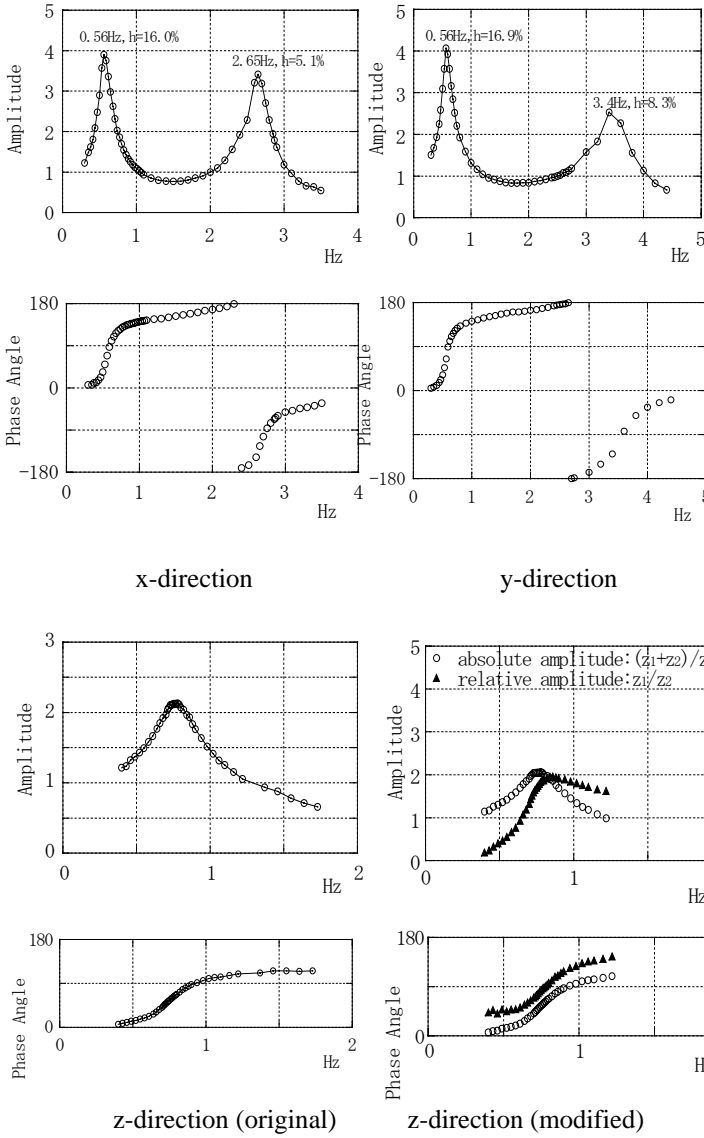 0.56Hz, h=16.0%
2.65Hz, h=5.1%
Amplitude
5
4
3
2
1
0
0 1 2 3 4
Hz
0.56Hz, h=16.9%
3.4Hz, h=8.3%
Amplitude
5
4
3
2
1
0
0 1 2 3 4 5
Hz
Phase Angle
180
0
-180
0 1 2 3 4
Hz
Phase Angle
180
0
-180
0 1 2 3 4 5
Hz
x-direction
y-direction
Amplitude
3
2
1
0
0 1 2
Hz
absolute amplitude:(z1+z2)/z
relative amplitude:z1/z2
Amplitude
5
4
3
2
1
0
0 1
Hz
Phase Angle
180
0
0 1 2
Hz
Phase Angle
180
0
0 1
z-direction (original)
z-direction (modified)